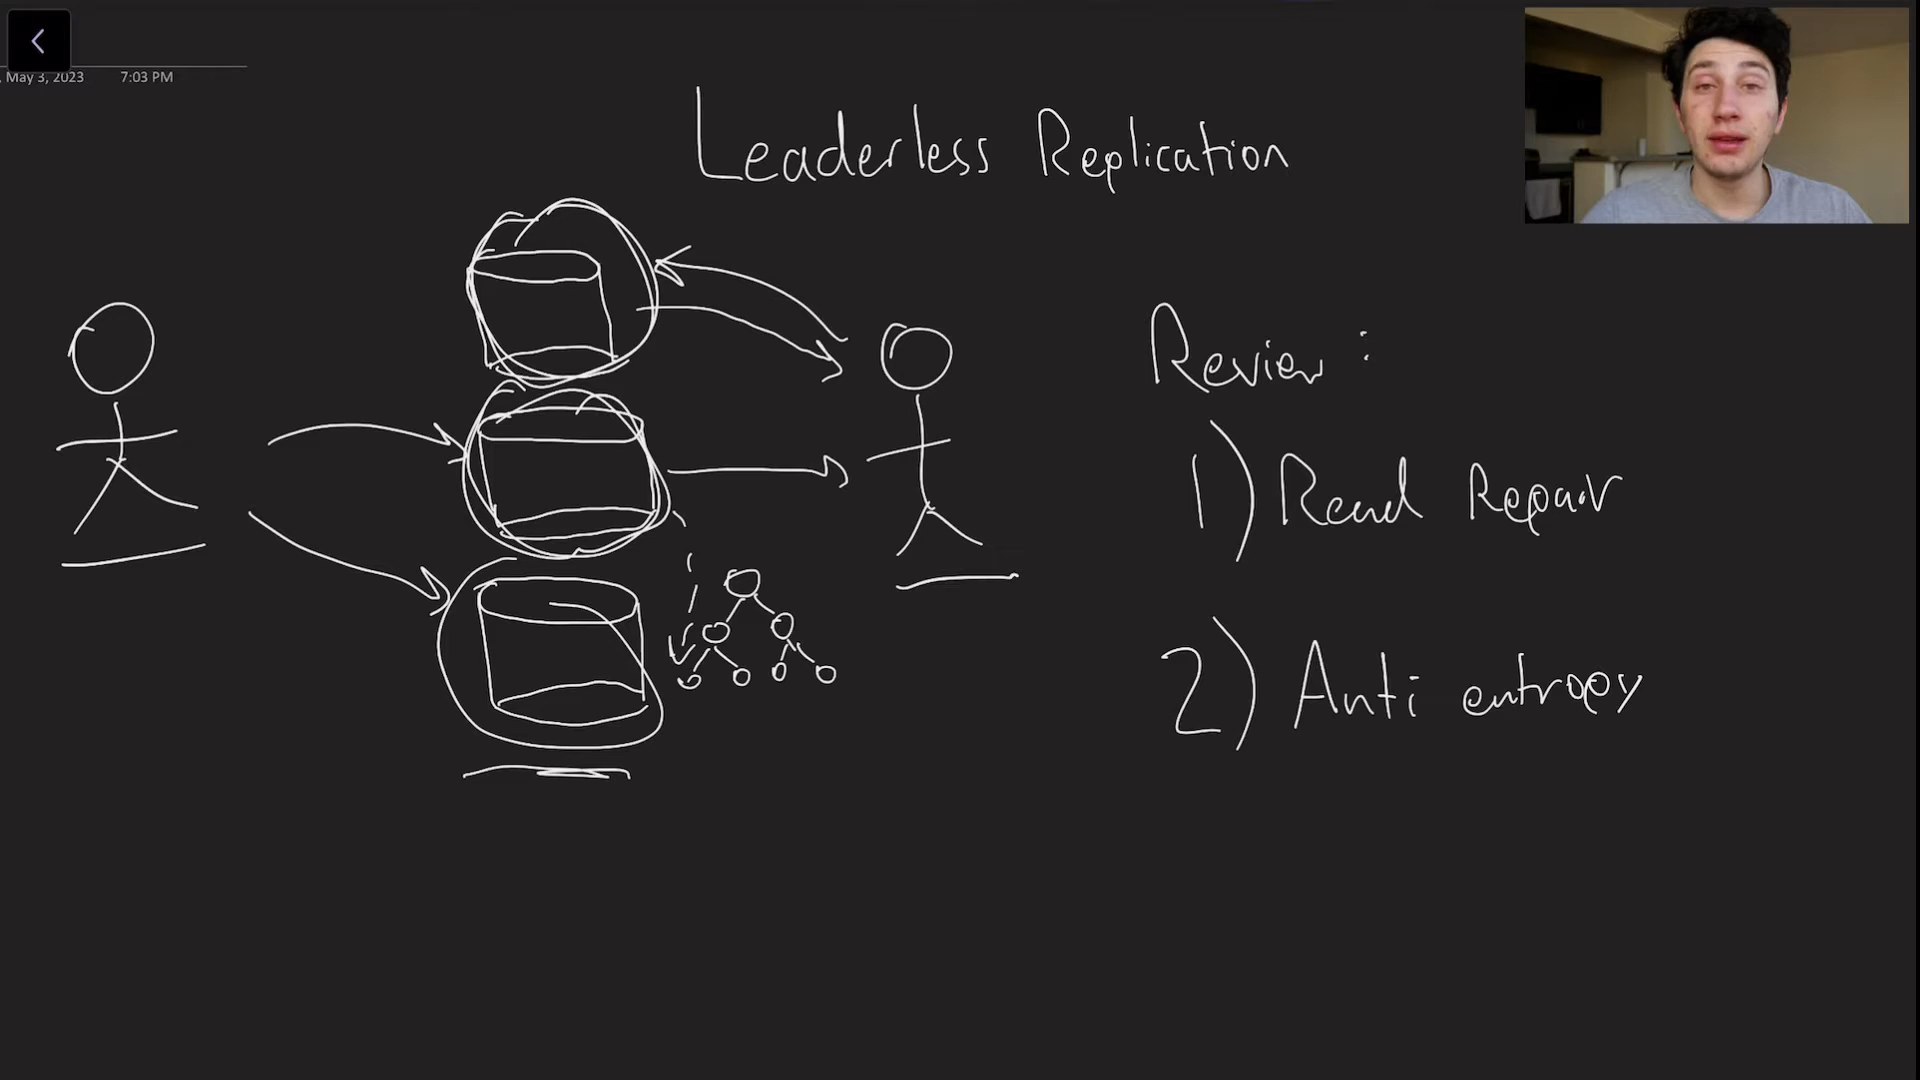 , May 3, 2023 7:03 PM
Leaderless Replication
Review:
1) Read Repair
2) Anti entropy